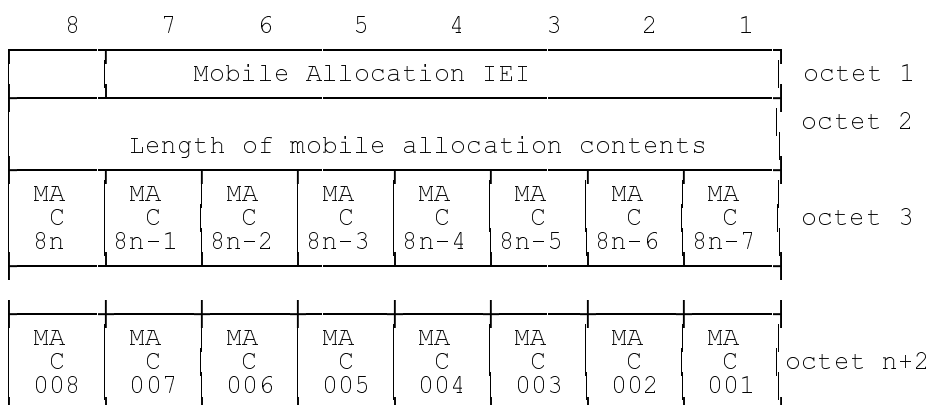 8 7 6 5 4 3 2 1
Mobile Allocation IEI octet 1
octet 2
Length of mobile allocation contents
MA MA MA MA MA MA MA MA
C C C C C C C C octet 3
8n 8n-1 8n-2 8n-3 8n-4 8n-5 8n-6 8n-7
MA MA MA MA MA MA MA MA
C C C C C C C C octet n+2
008 007 006 005 004 003 002 001